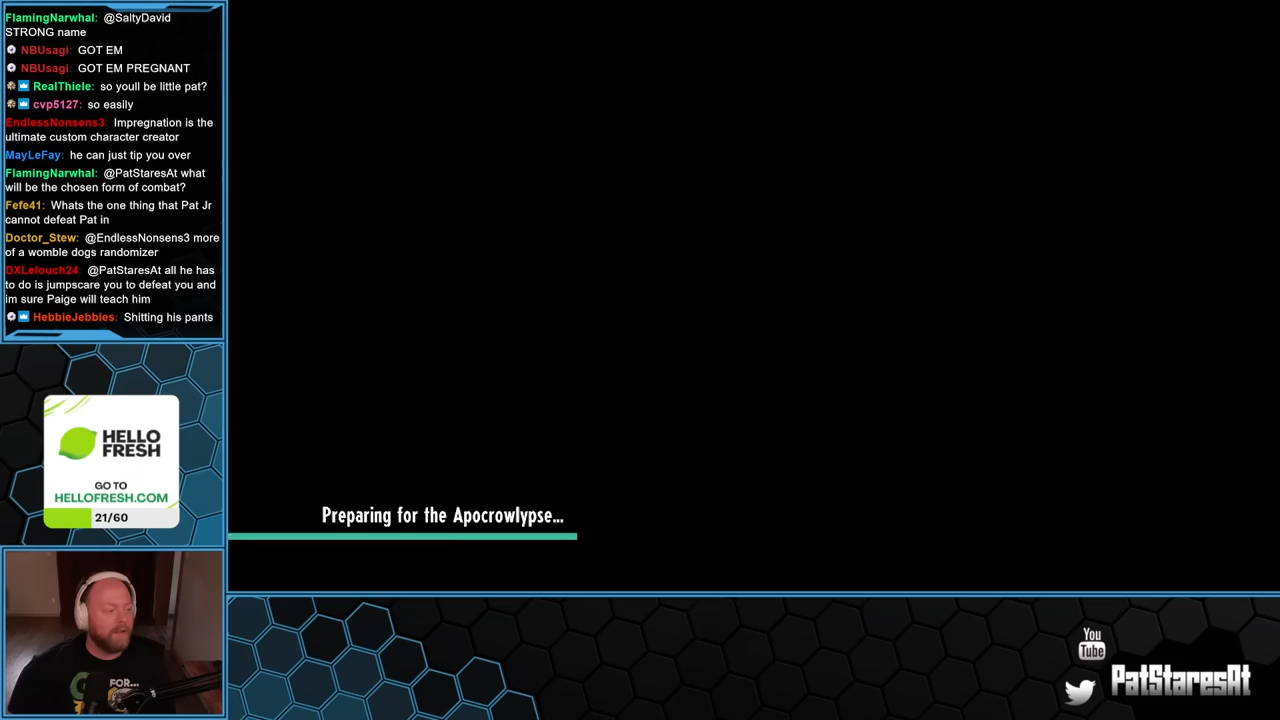 FlamingNarwhal: @SaltyDavid
STRONG name
NBUsagi: GOT EM
NBUsagi: GOT EM PREGNANT
RealThiele: so youll be little pat?
cvp5127: so easily
EndlessNonsens3: Impregnation is the
ultimate custom character creator
MayLeFay: he can just tip you over
FlamingNarwhal: @PatStaresAt what
will be the chosen form of combat?
Fefe41: Whats the one thing that Pat Jr
cannot defeat Pat in
Doctor_Stew: @EndlessNonsens3 more
of a womble dogs randomizer
DXLelouch24: @PatStaresAt all he has
to do is jumpscare you to defeat you and
im sure Paige will teach him
HebbieJebbies: Shitting his pants
HELLO
FRESH
GO TO
HELLOFRESH.COM
21/60
Preparing for the Apocrowlypse...
FOR...
You
Tube
PatStaresAt